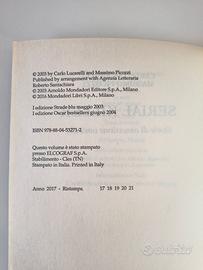 © 2003 by Carlo Lucarelli and Massimo Picozzi
Published by arrangement with Agenzia Letteraria
Roberto Santachiara
© 2003 Arnoldo Mondadori Editore S.p.A., Milano
© 2016 Mondadori Libri S.p.A., Milano
I edizione Strade blu maggio 2003
I edizione Oscar bestsellers giugno 2004
ISBN 978-88-04-53271-2
Questo volume è stato stampato
presso ELCOGRAF S.p.A.
Stabilimento - Cles (TN)
Stampato in Italia. Printed in Italy
Anno 2017 - Ristampa 17 18 19 20 21
subito